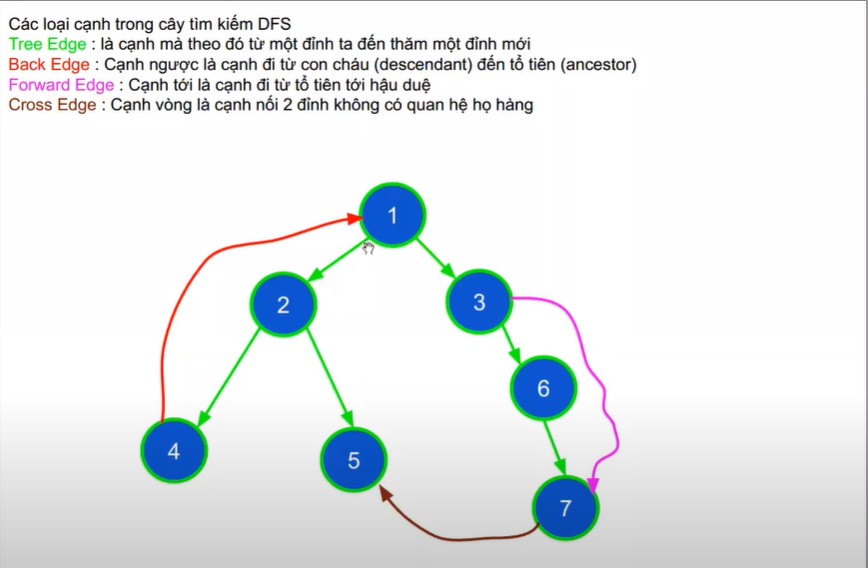 Các loại cạnh trong cây tìm kiếm DFS
Tree Edge : là cạnh mà theo đó từ một đỉnh ta đến thăm một đỉnh mới
Back Edge : Cạnh ngược là cạnh đi từ con cháu (descendant) đến tổ tiên (ancestor)
Forward Edge : Cạnh tới là cạnh đi từ tổ tiên tới hậu duệ
Cross Edge : Cạnh vòng là cạnh nối 2 đỉnh không có quan hệ họ hàng
1
2
3
6
4
5
7